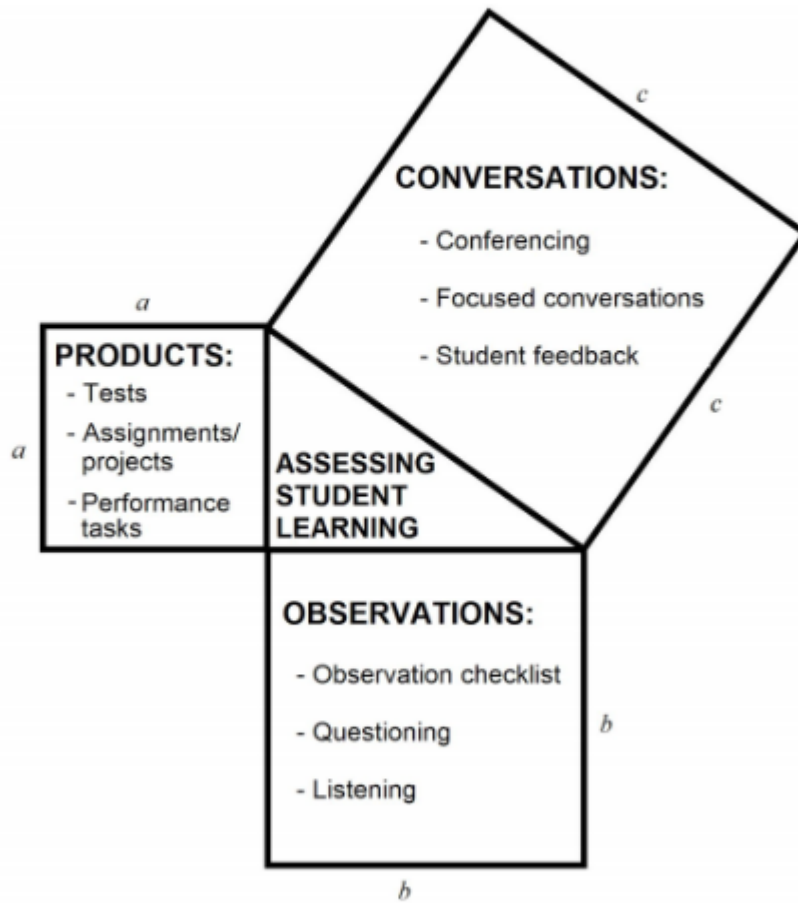 c
CONVERSATIONS:
- Conferencing
- Focused conversations
- Student feedback
c
a
a
PRODUCTS:
- Tests
- Assignments/
projects
- Performance
tasks
ASSESSING
STUDENT
LEARNING
OBSERVATIONS:
- Observation checklist
- Questioning
- Listening
b
b